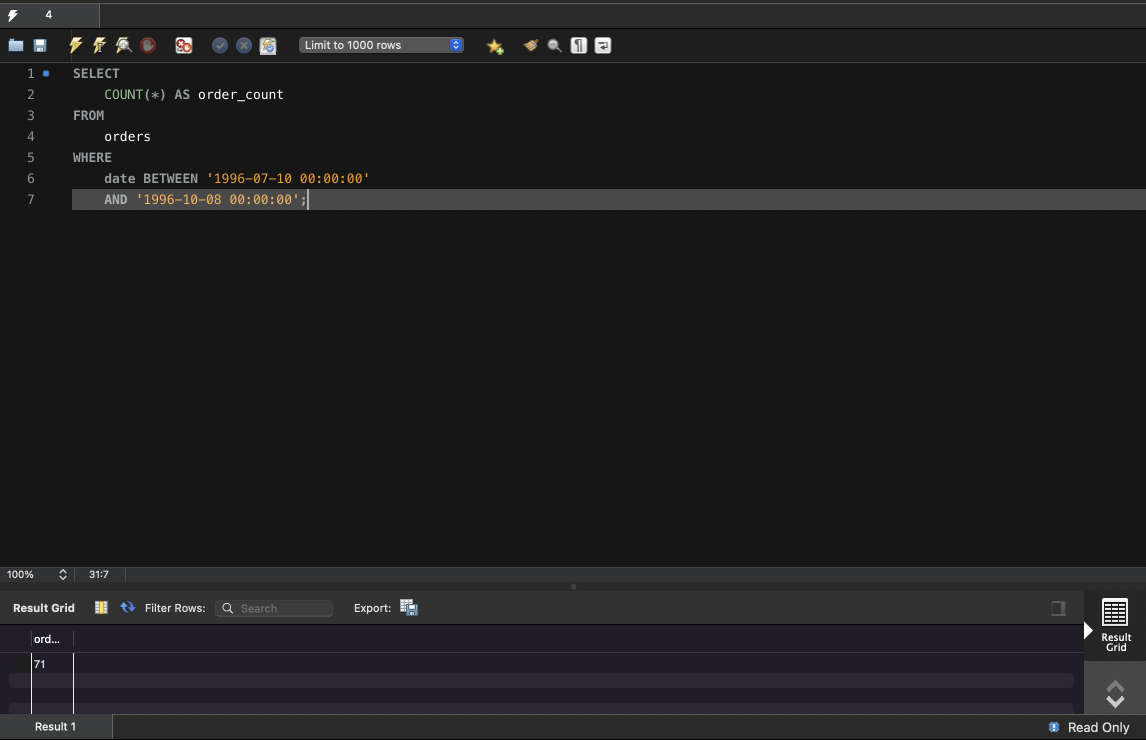 4
Limit to 1000 rows
1 SELECT
2 COUNT(*) AS order_count
3 FROM
4 orders
5 WHERE
6 date BETWEEN '1996-07-10 00:00:00'
7 AND '1996-10-08 00:00:00';
100% 31:7
Result Grid Filter Rows: Search Export:
ord...
71
Result
Grid
Result 1 Read Only